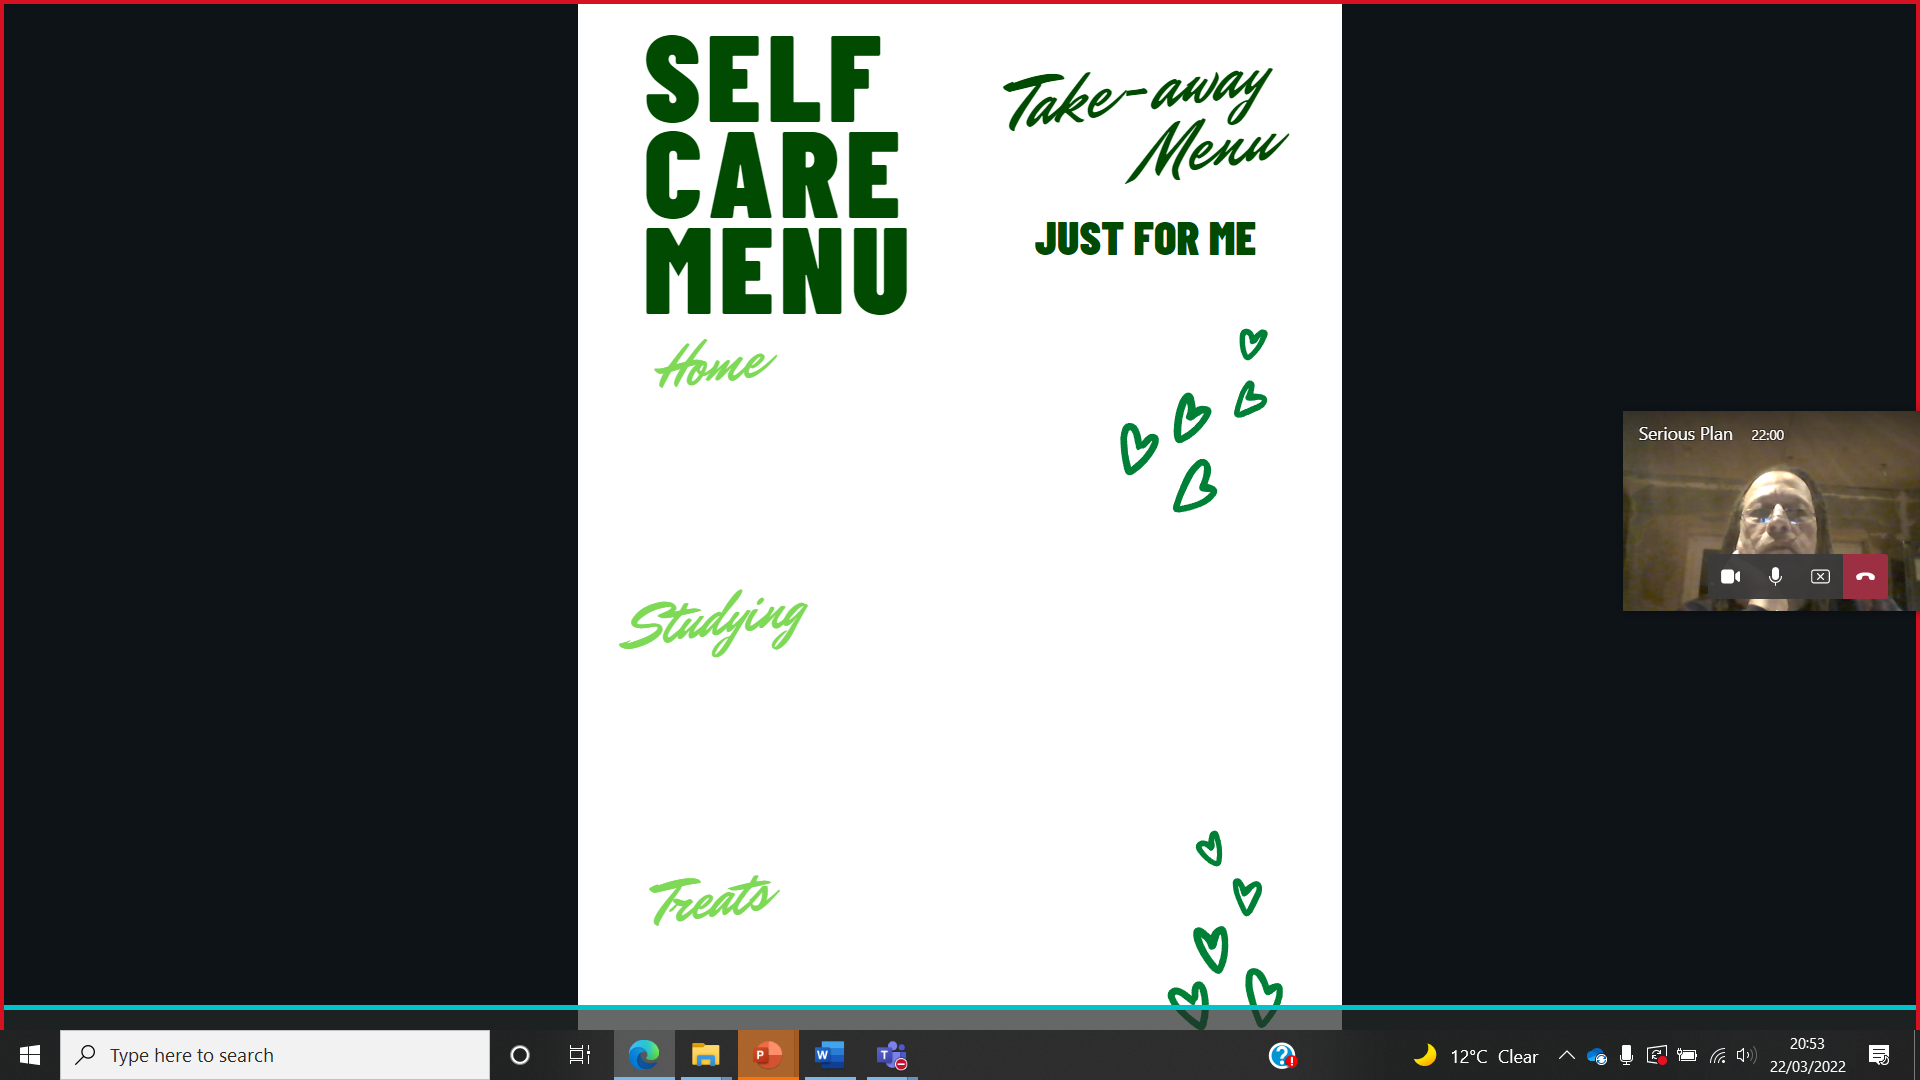 SELF
CARE
MENU
Take-away
Menu
JUST FOR ME
Home
Studying
Treats
Serious Plan 22:00
Type here to search
12°C Clear
20:53
22/03/2022